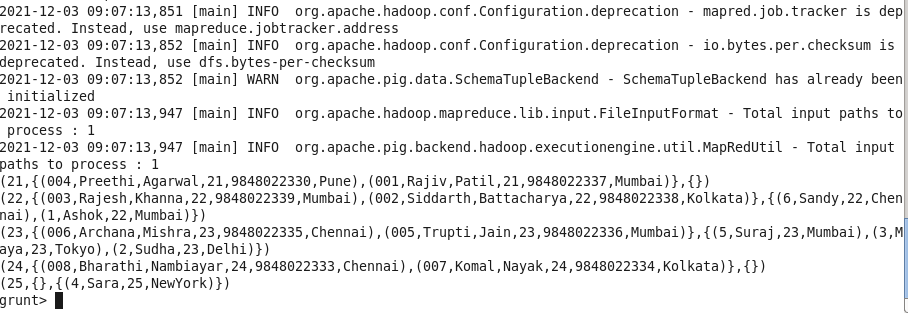 2021-12-03 09:07:13,851 [main] INFO  org.apache.hadoop.conf.Configuration.deprecation - mapred.job.tracker is dep
recated. Instead, use mapreduce.jobtracker.address
2021-12-03 09:07:13,852 [main] INFO  org.apache.hadoop.conf.Configuration.deprecation - io.bytes.per.checksum is
deprecated. Instead, use dfs.bytes-per-checksum
2021-12-03 09:07:13,852 [main] WARN  org.apache.pig.data.SchemaTupleBackend - SchemaTupleBackend has already been
 initialized
2021-12-03 09:07:13,947 [main] INFO  org.apache.hadoop.mapreduce.lib.input.FileInputFormat - Total input paths to
 process : 1
2021-12-03 09:07:13,947 [main] INFO  org.apache.pig.backend.hadoop.executionengine.util.MapRedUtil - Total input
paths to process : 1
(21,{(004,Preethi,Agarwal,21,9848022330,Pune),(001,Rajiv,Patil,21,9848022337,Mumbai)},{})
(22,{(003,Rajesh,Khanna,22,9848022339,Mumbai),(002,Siddarth,Battacharya,22,9848022338,Kolkata)},{(6,Sandy,22,Chen
nai),(1,Ashok,22,Mumbai)})
(23,{(006,Archana,Mishra,23,9848022335,Chennai),(005,Trupti,Jain,23,9848022336,Mumbai)},{(5,Suraj,23,Mumbai),(3,M
aya,23,Tokyo),(2,Sudha,23,Delhi)})
(24,{(008,Bharathi,Nambiayar,24,9848022333,Chennai),(007,Komal,Nayak,24,9848022334,Kolkata)},{})
(25,{},{(4,Sara,25,NewYork)})
grunt>